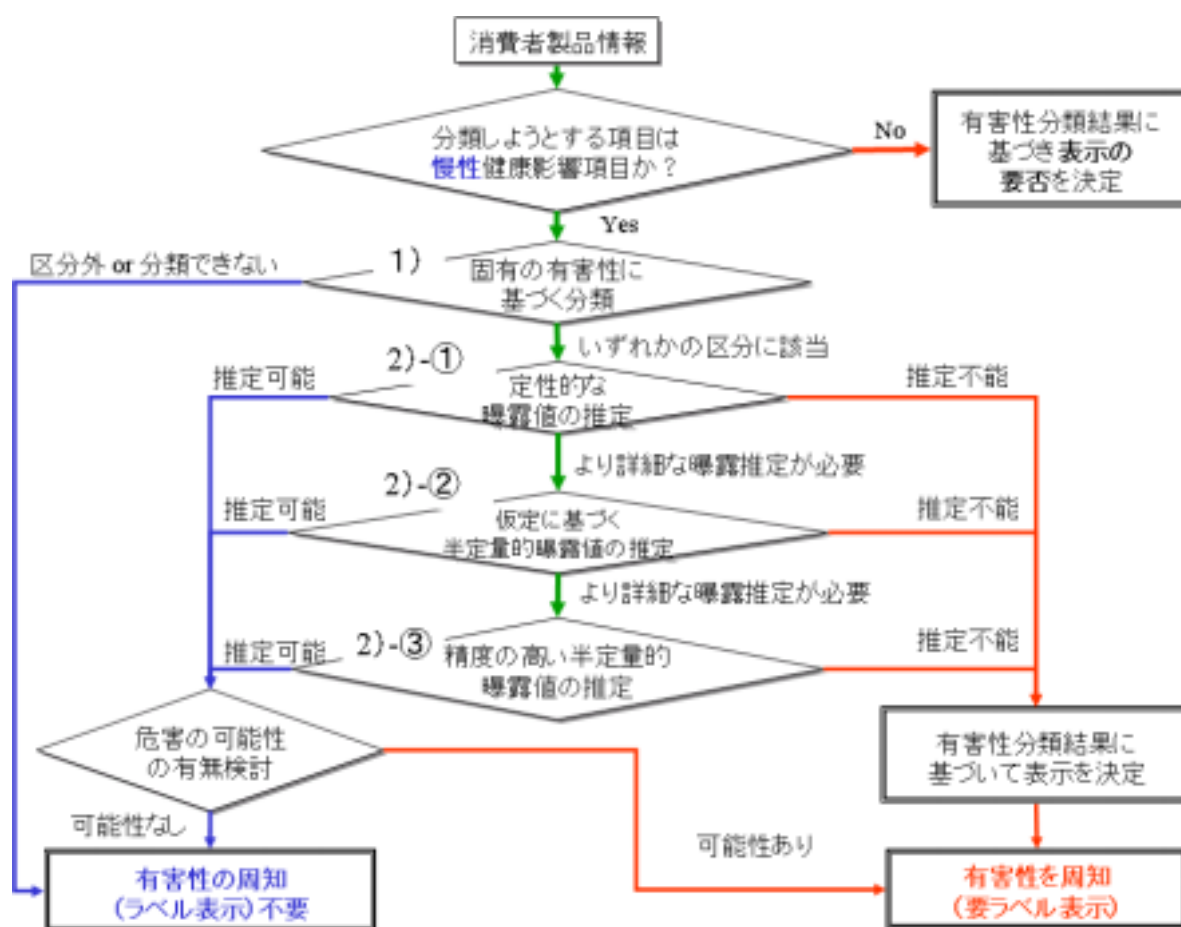 消費者製品情報
分類しようとする項目は
慢性健康影響項目か？
No
有害性分類結果に
基づき表示の
要否を決定
Yes
区分外 or 分類できない
1)
固有の有害性に
基づく分類
いずれかの区分に該当
2)-①
推定可能
定性的な
曝露値の推定
推定不能
より詳細な曝露推定が必要
2)-②
推定可能
仮定に基づく
半定量的曝露値の推定
推定不能
より詳細な曝露推定が必要
2)-③
推定可能
精度の高い半定量的
曝露値の推定
推定不能
危害の可能性
の有無検討
有害性分類結果に
基づいて表示を決定
可能性なし
可能性あり
有害性の周知
(ラベル表示)不要
有害性を周知
(要ラベル表示)